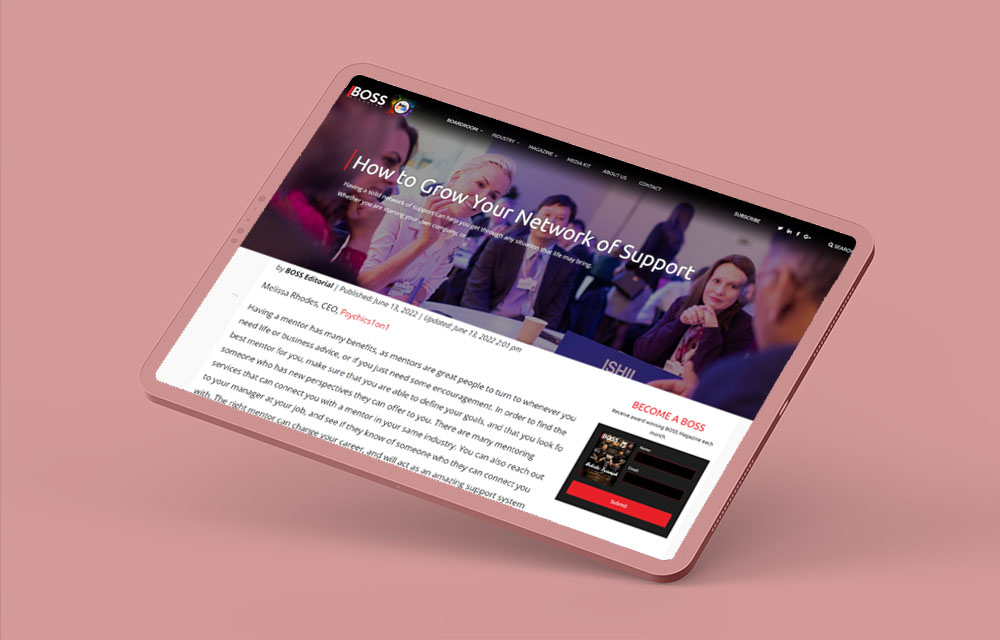 BOSS
BOARDROOM INDUSTRY MAGAZINE MEDIA KIT ABOUT US CONTACT
SUBSCRIBE
SEARCH
How to Grow Your Network of Support
Having a solid network of support can help you get through any situation that life may bring.
Whether you are starting your own company, or
ISHII
by BOSS Editorial | Published: June 13, 2022 | Updated: June 13, 2022 2:01 pm
Melissa Rhodes, CEO, Psychics1on1
Having a mentor has many benefits, as mentors are great people to turn to whenever you
need life or business advice, or if you just need some encouragement. In order to find the
best mentor for you, make sure that you are able to define your goals, and that you look fo
someone who has new perspectives they can offer to you. There are many mentoring
services that can connect you with a mentor in your same industry. You can also reach out
to your manager at your job, and see if they know of someone who they can connect you
with. The right mentor can change your career, and will act as an amazing support system
BECOME A BOSS
Receive award winning BOSS Magazine each
month.
BOSS
Name
Email
Submit